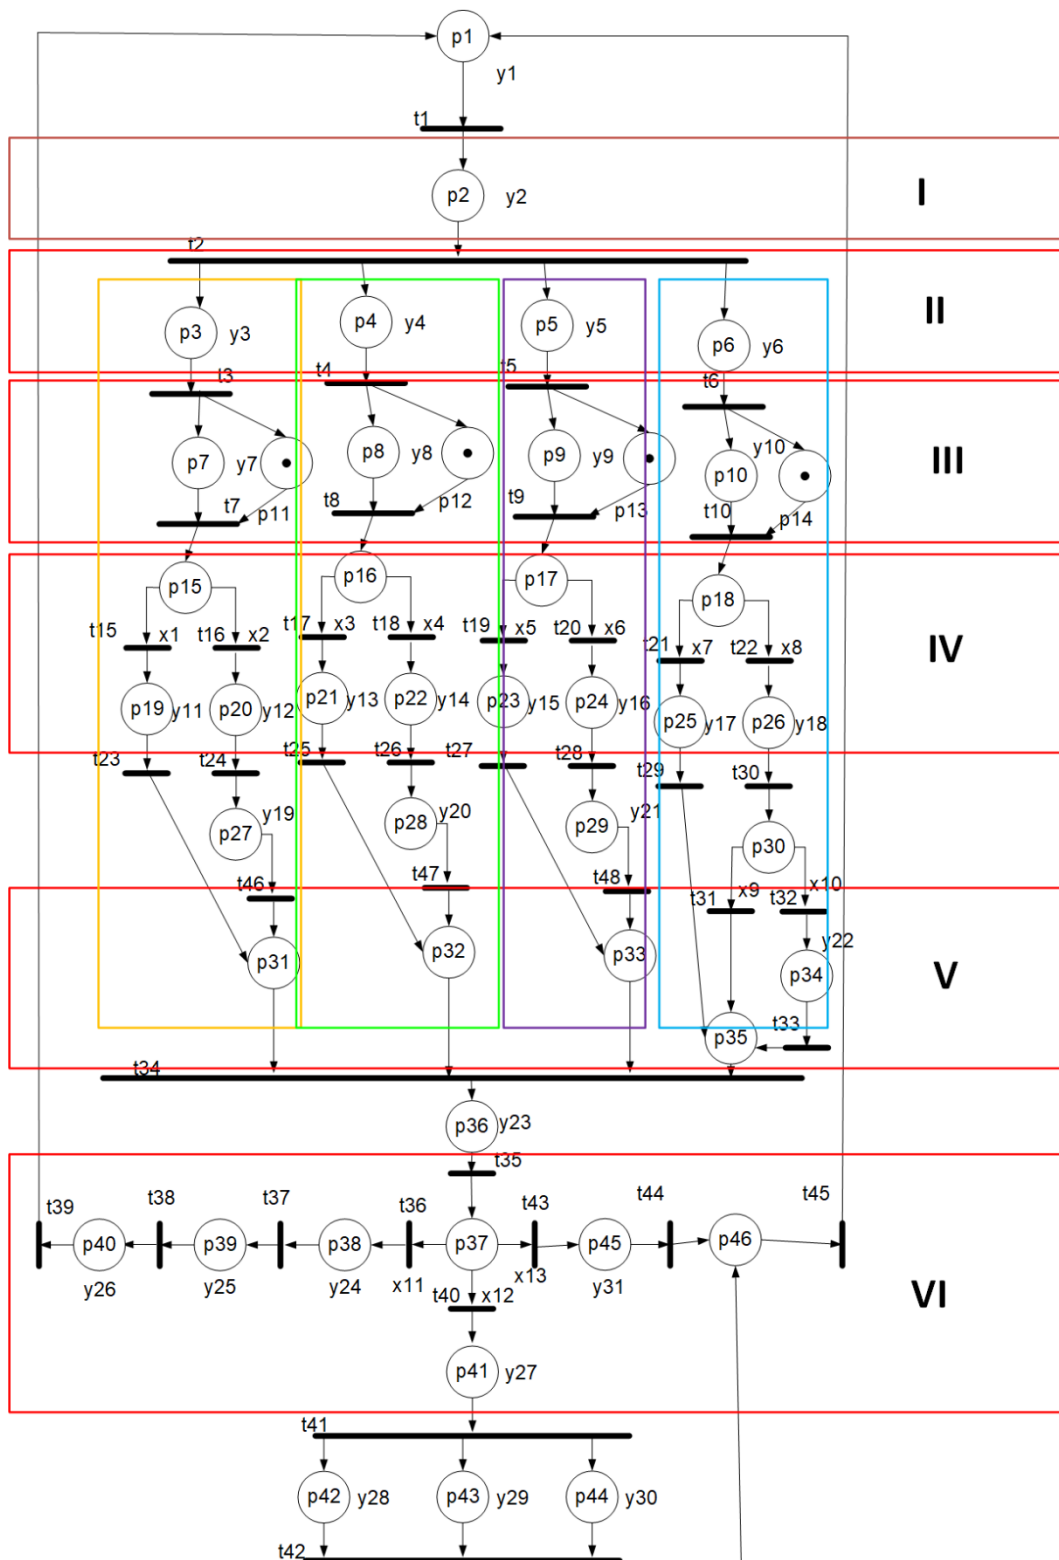 p1
y1
t1
p2 y2 I
t2
p3 y3 p4 y4 p5 y5 p6 y6 II
t3 t4 t5 t6
p7 y7 p8 y8 p9 y9 p10 y10 III
t7 p11 t8 p12 t9 p13 t10 p14
p15 p16 p17 p18
t15 x1 t16 x2 t17 x3 t18 x4 t19 x5 t20 x6 t21 x7 t22 x8 IV
p19 y11 p20 y12 p21 y13 p22 y14 p23 y15 p24 y16 p25 y17 p26 y18
t23 t24 t25 t26 t27 t28 t29 t30
p27 y19 p28 y20 p29 y21 p30
t46 t47 t48 t31 x9 t32 x10
p31 p32 p33 p34 y22 V
p35 t33
t34
p36 y23
t35
t39 t38 t37 t36 t43 t44 t45
p40 p39 p38 p37 p45 p46
y26 y25 y24 x11 x13 y31
t40 x12 VI
p41 y27
t41
p42 y28 p43 y29 p44 y30
t42